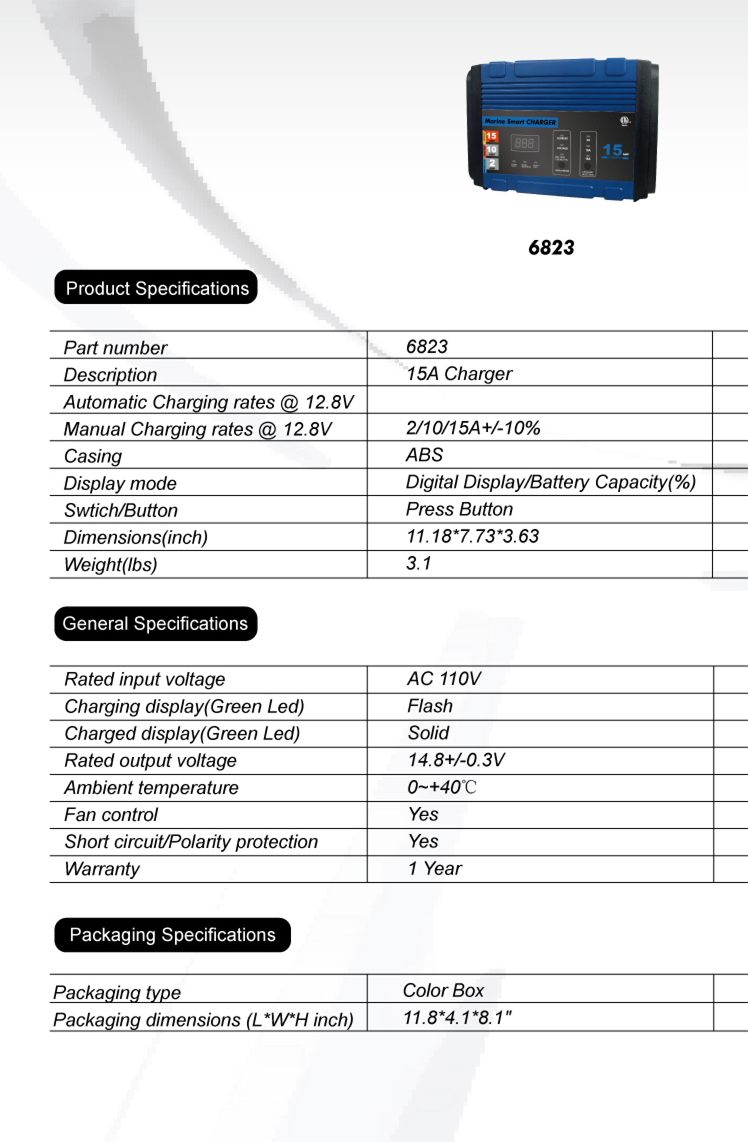 Marine Smart CHARGER
15
10
2
888
15
6823
Product Specifications
Part number 6823
Description 15A Charger
Automatic Charging rates @ 12.8V
Manual Charging rates @ 12.8V 2/10/15A+/-10%
Casing ABS
Display mode Digital Display/Battery Capacity(%)
Swtich/Button Press Button
Dimensions(inch) 11.18*7.73*3.63
Weight(lbs) 3.1
General Specifications
Rated input voltage AC 110V
Charging display(Green Led) Flash
Charged display(Green Led) Solid
Rated output voltage 14.8+/-0.3V
Ambient temperature 0~+40℃
Fan control Yes
Short circuit/Polarity protection Yes
Warranty 1 Year
Packaging Specifications
Packaging type Color Box
Packaging dimensions (L*W*H inch) 11.8*4.1*8.1"